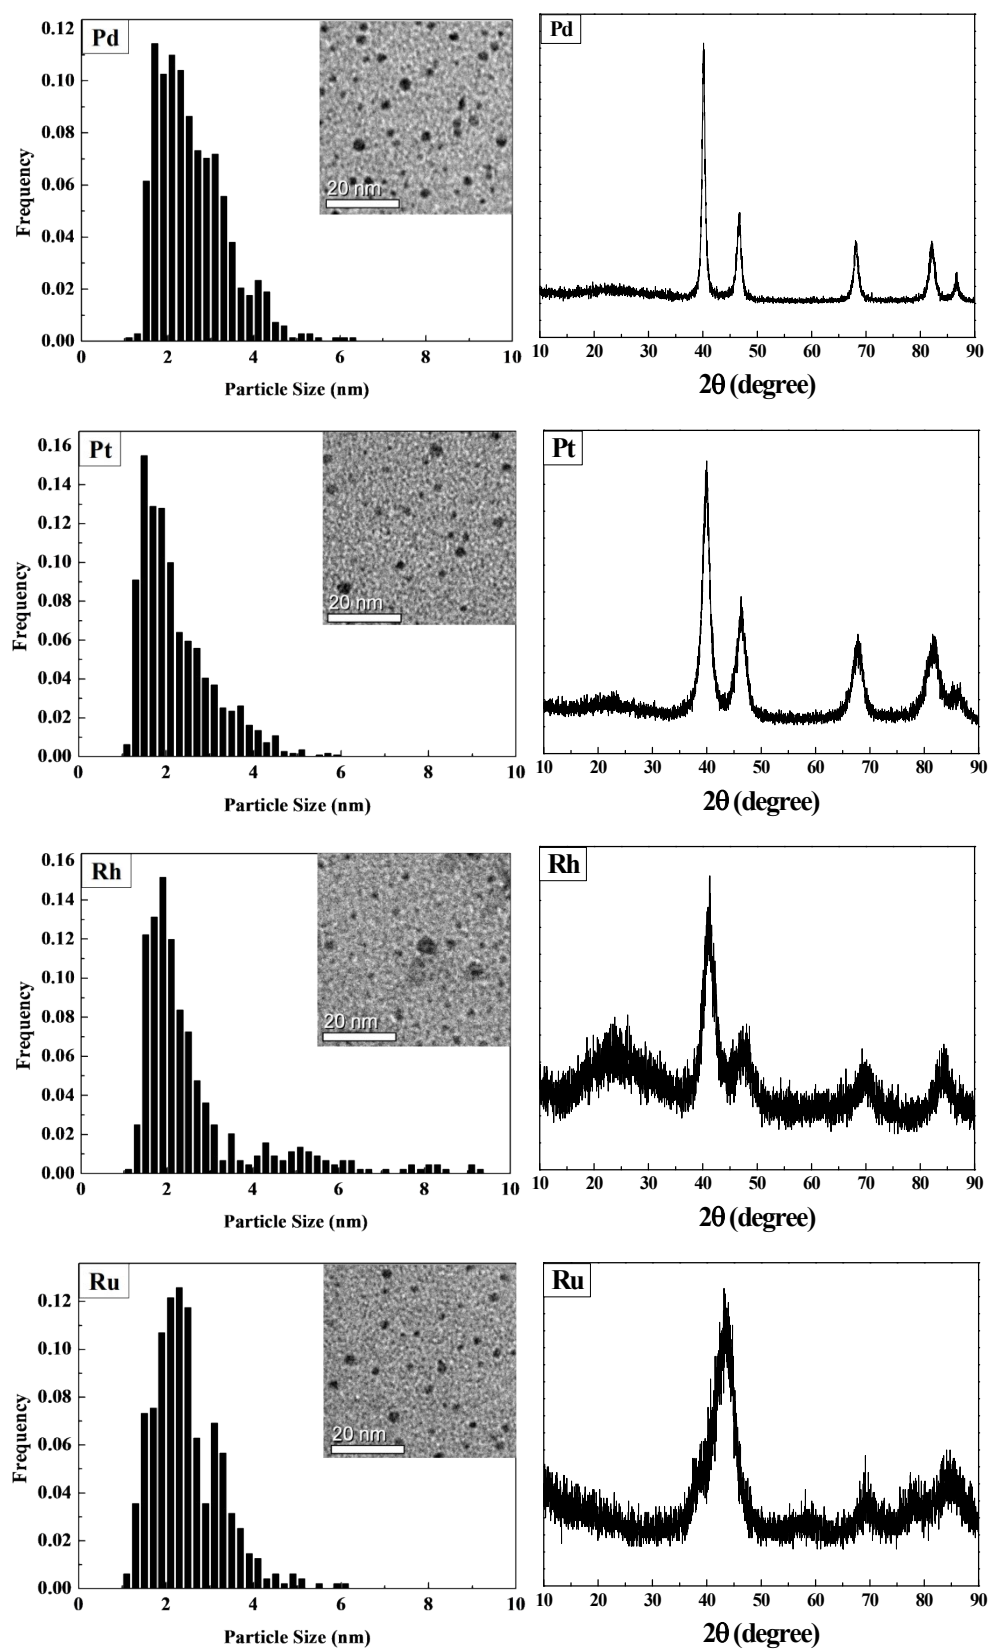 Pd
0.12
0.10
0.08
0.06
0.04
0.02
0.00
Frequency
20 nm
0 2 4 6 8 10
Particle Size (nm)
Pd
10 20 30 40 50 60 70 80 90
2θ (degree)
Pt
0.16
0.14
0.12
0.10
0.08
0.06
0.04
0.02
0.00
Frequency
20 nm
0 2 4 6 8 10
Particle Size (nm)
Pt
10 20 30 40 50 60 70 80 90
2θ (degree)
Rh
0.16
0.14
0.12
0.10
0.08
0.06
0.04
0.02
0.00
Frequency
20 nm
0 2 4 6 8 10
Particle Size (nm)
Rh
10 20 30 40 50 60 70 80 90
2θ (degree)
Ru
0.12
0.10
0.08
0.06
0.04
0.02
0.00
Frequency
20 nm
0 2 4 6 8 10
Particle Size (nm)
Ru
10 20 30 40 50 60 70 80 90
2θ (degree)